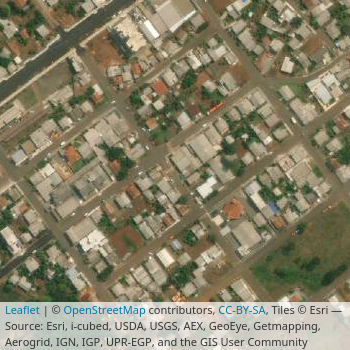 Leaflet | © OpenStreetMap contributors, CC-BY-SA, Tiles © Esri —
Source: Esri, i-cubed, USDA, USGS, AEX, GeoEye, Getmapping,
Aerogrid, IGN, IGP, UPR-EGP, and the GIS User Community